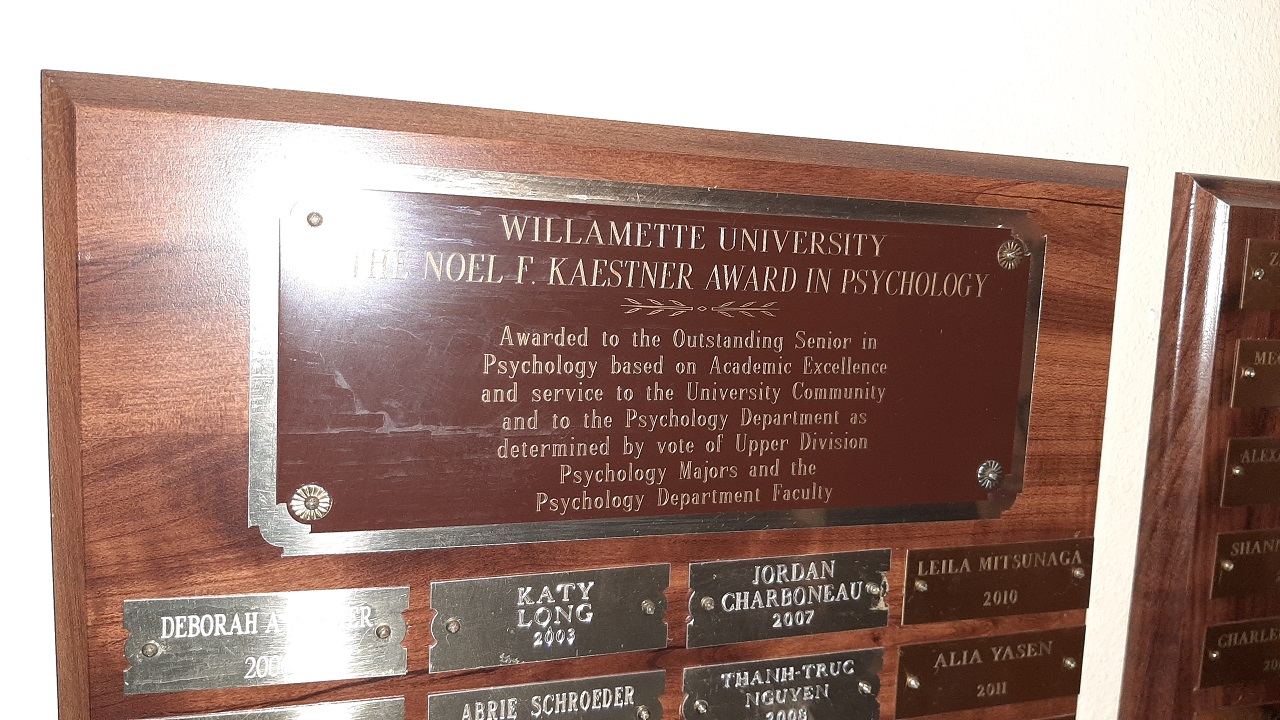 WILLAMETTE UNIVERSITY
THE NOEL F. KAESTNER AWARD IN PSYCHOLOGY
Awarded to the Outstanding Senior in
Psychology based on Academic Excellence
and service to the University Community
and to the Psychology Department as
determined by vote of Upper Division
Psychology Majors and the
Psychology Department Faculty
DEBORAH
KATY
LONG
2003
JORDAN
CHARBONEAU
2007
LEILA MITSUNAGA
2010
ABRIE SCHROEDER
THANH-TRUC
NGUYEN
2008
ALIA YASEN
2011